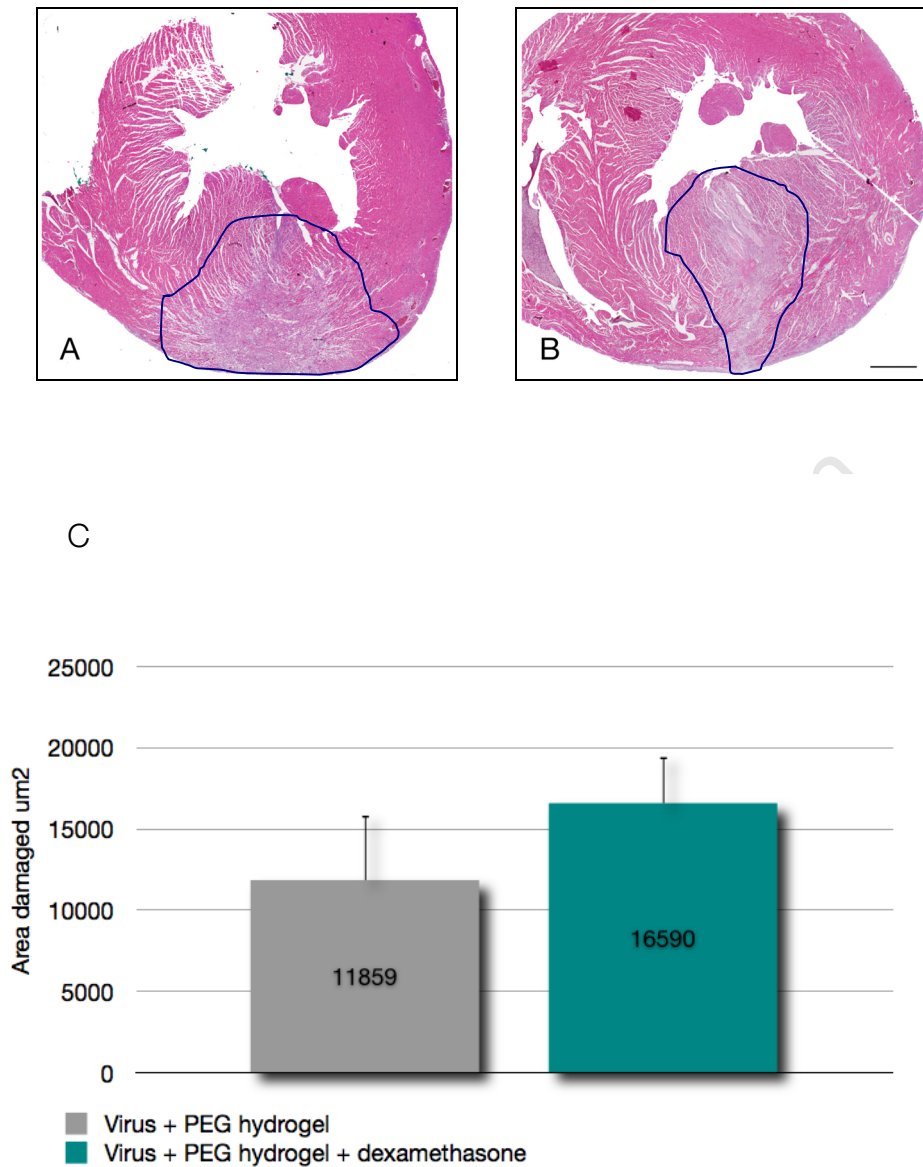 A
B
C
25000
20000
15000
10000
5000
0
Area damaged um2
11859
16590
Virus + PEG hydrogel
Virus + PEG hydrogel + dexamethasone